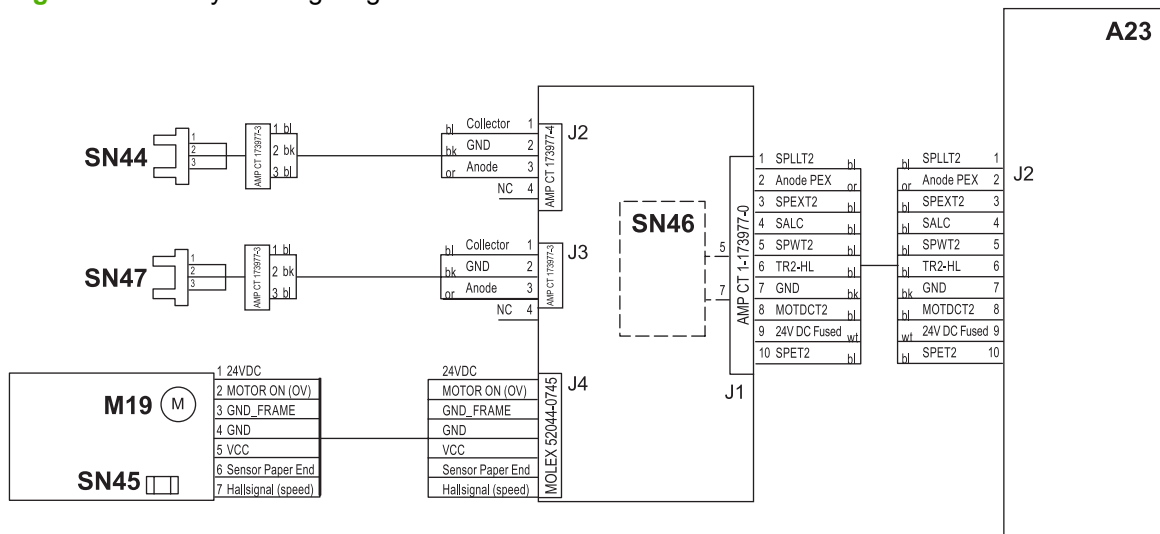 A23
SN44
1
2
3
AMP CT 173977-3
1 bl
2 bk
3 bl
bl Collector 1
bk GND 2
or Anode 3
NC 4
AMP CT 173977-4
J2
SN47
1
2
3
AMP CT 173977-3
1 bl
2 bk
3 bl
bl Collector 1
bk GND 2
or Anode 3
NC 4
AMP CT 173977-3
J3
SN46
5
7
AMP CT 1-173977-0
J1
1 SPLLT2 bl
2 Anode PEX or
3 SPEXT2 bl
4 SALC bl
5 SPWT2 bl
6 TR2-HL bl
7 GND bk
8 MOTDCT2 bl
9 24V DC Fused wt
10 SPET2 bl
bl SPLLT2 1
or Anode PEX 2
bl SPEXT2 3
bl SALC 4
bl SPWT2 5
bl TR2-HL 6
bk GND 7
bl MOTDCT2 8
wt 24V DC Fused 9
bl SPET2 10
J2
M19
M
SN45
1 24VDC
2 MOTOR ON (OV)
3 GND_FRAME
4 GND
5 VCC
6 Sensor Paper End
7 Hallsignal (speed)
24VDC
MOTOR ON (OV)
GND_FRAME
GND
VCC
Sensor Paper End
Hallsignal (speed)
MOLEX 52044-0745
J4